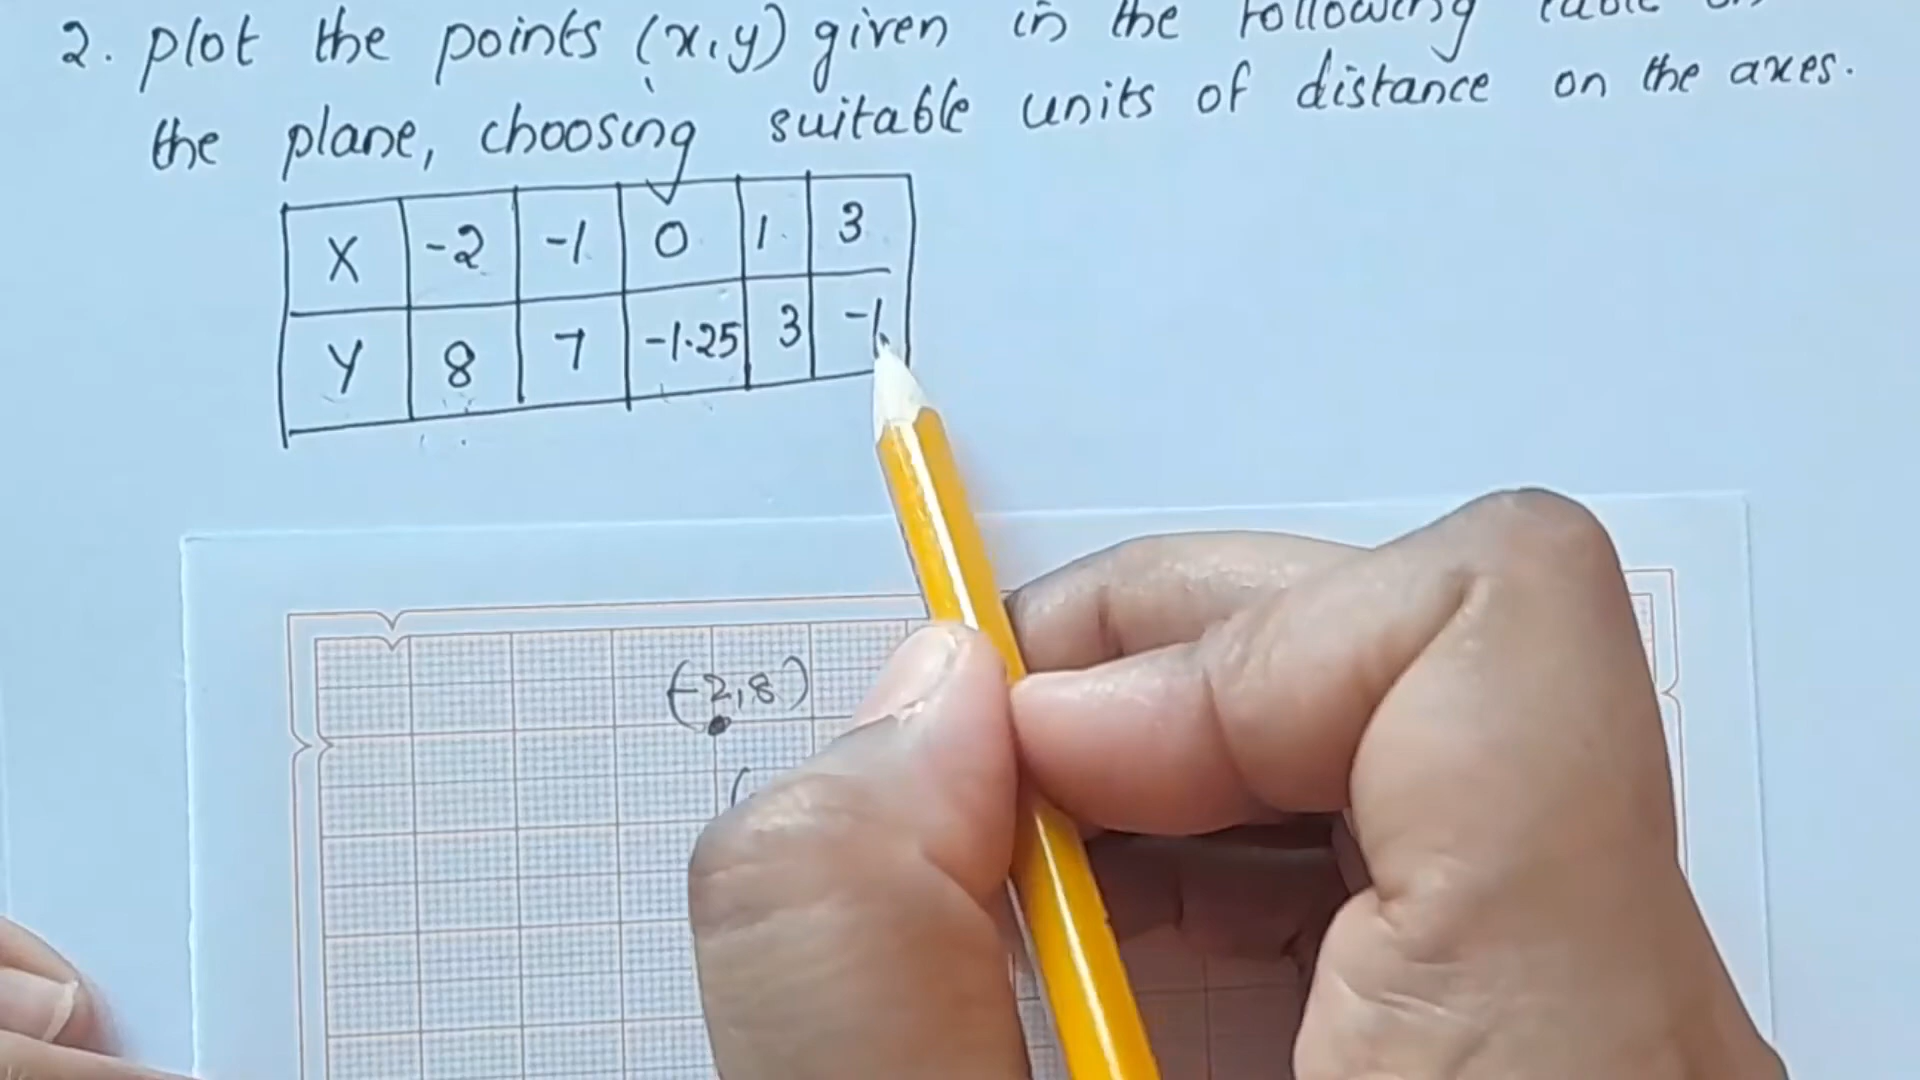 2. plot the points (x,y) given in the following
the plane, choosing suitable units of distance on the axes.
X -2 -1 0 1 3
Y 8 7 -1.25 3 -1
(-2,8)